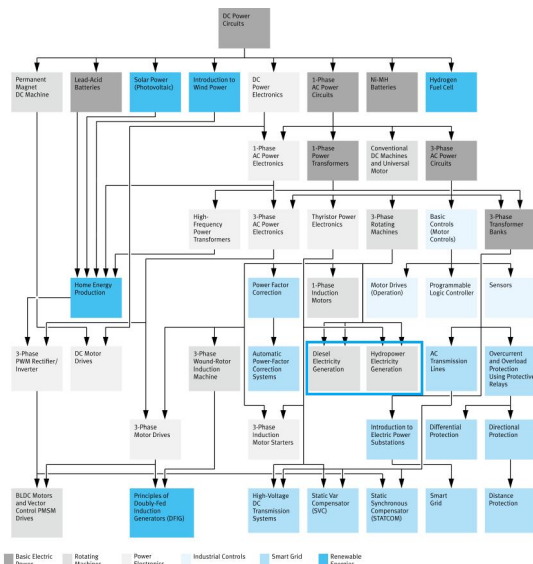 DC Power
Circuits
Permanent
Magnet
DC Machine
Lead-Acid
Batteries
Solar Power
(Photovoltaic)
Introduction to
Wind Power
DC
Power
Electronics
1-Phase
AC Power
Circuits
Ni-MH
Batteries
Hydrogen
Fuel Cell
1-Phase
AC Power
Electronics
1-Phase
Power
Transformers
Conventional
DC Machines
and Universal
Motor
3-Phase
AC Power
Circuits
High-
Frequency
Power
Transformers
3-Phase
AC Power
Electronics
Thyristor Power
Electronics
3-Phase
Rotating
Machines
Basic
Controls
(Motor
Controls)
3-Phase
Transformer
Banks
Home Energy
Production
Power Factor
Correction
1-Phase
Induction
Motors
Motor Drives
(Operation)
Programmable
Logic Controller
Sensors
3-Phase
PWM Rectifier/
Inverter
DC Motor
Drives
3-Phase
Wound-Rotor
Induction
Machine
Automatic
Power-Factor
Correction
Systems
Diesel
Electricity
Generation
Hydropower
Electricity
Generation
AC
Transmission
Lines
Overcurrent and
Overload
Protection
Using Protective
Relays
3-Phase
Motor Drives
3-Phase
Induction
Motor Starters
Introduction to
Electric Power
Substations
Differential
Protection
Directional
Protection
BLDC Motors
and Vector
Control PMSM
Drives
Principles of
Doubly-Fed
Induction
Generators (DFIG)
High-Voltage
DC
Transmission
Systems
Static Var
Compensator
(SVC)
Static
Synchronous
Compensator
(STATCOM)
Smart
Grid
Distance
Protection
Basic Electric
Power
Rotating
Machines
Power
Electronics
Industrial Controls
Smart Grid
Renewable
Energies